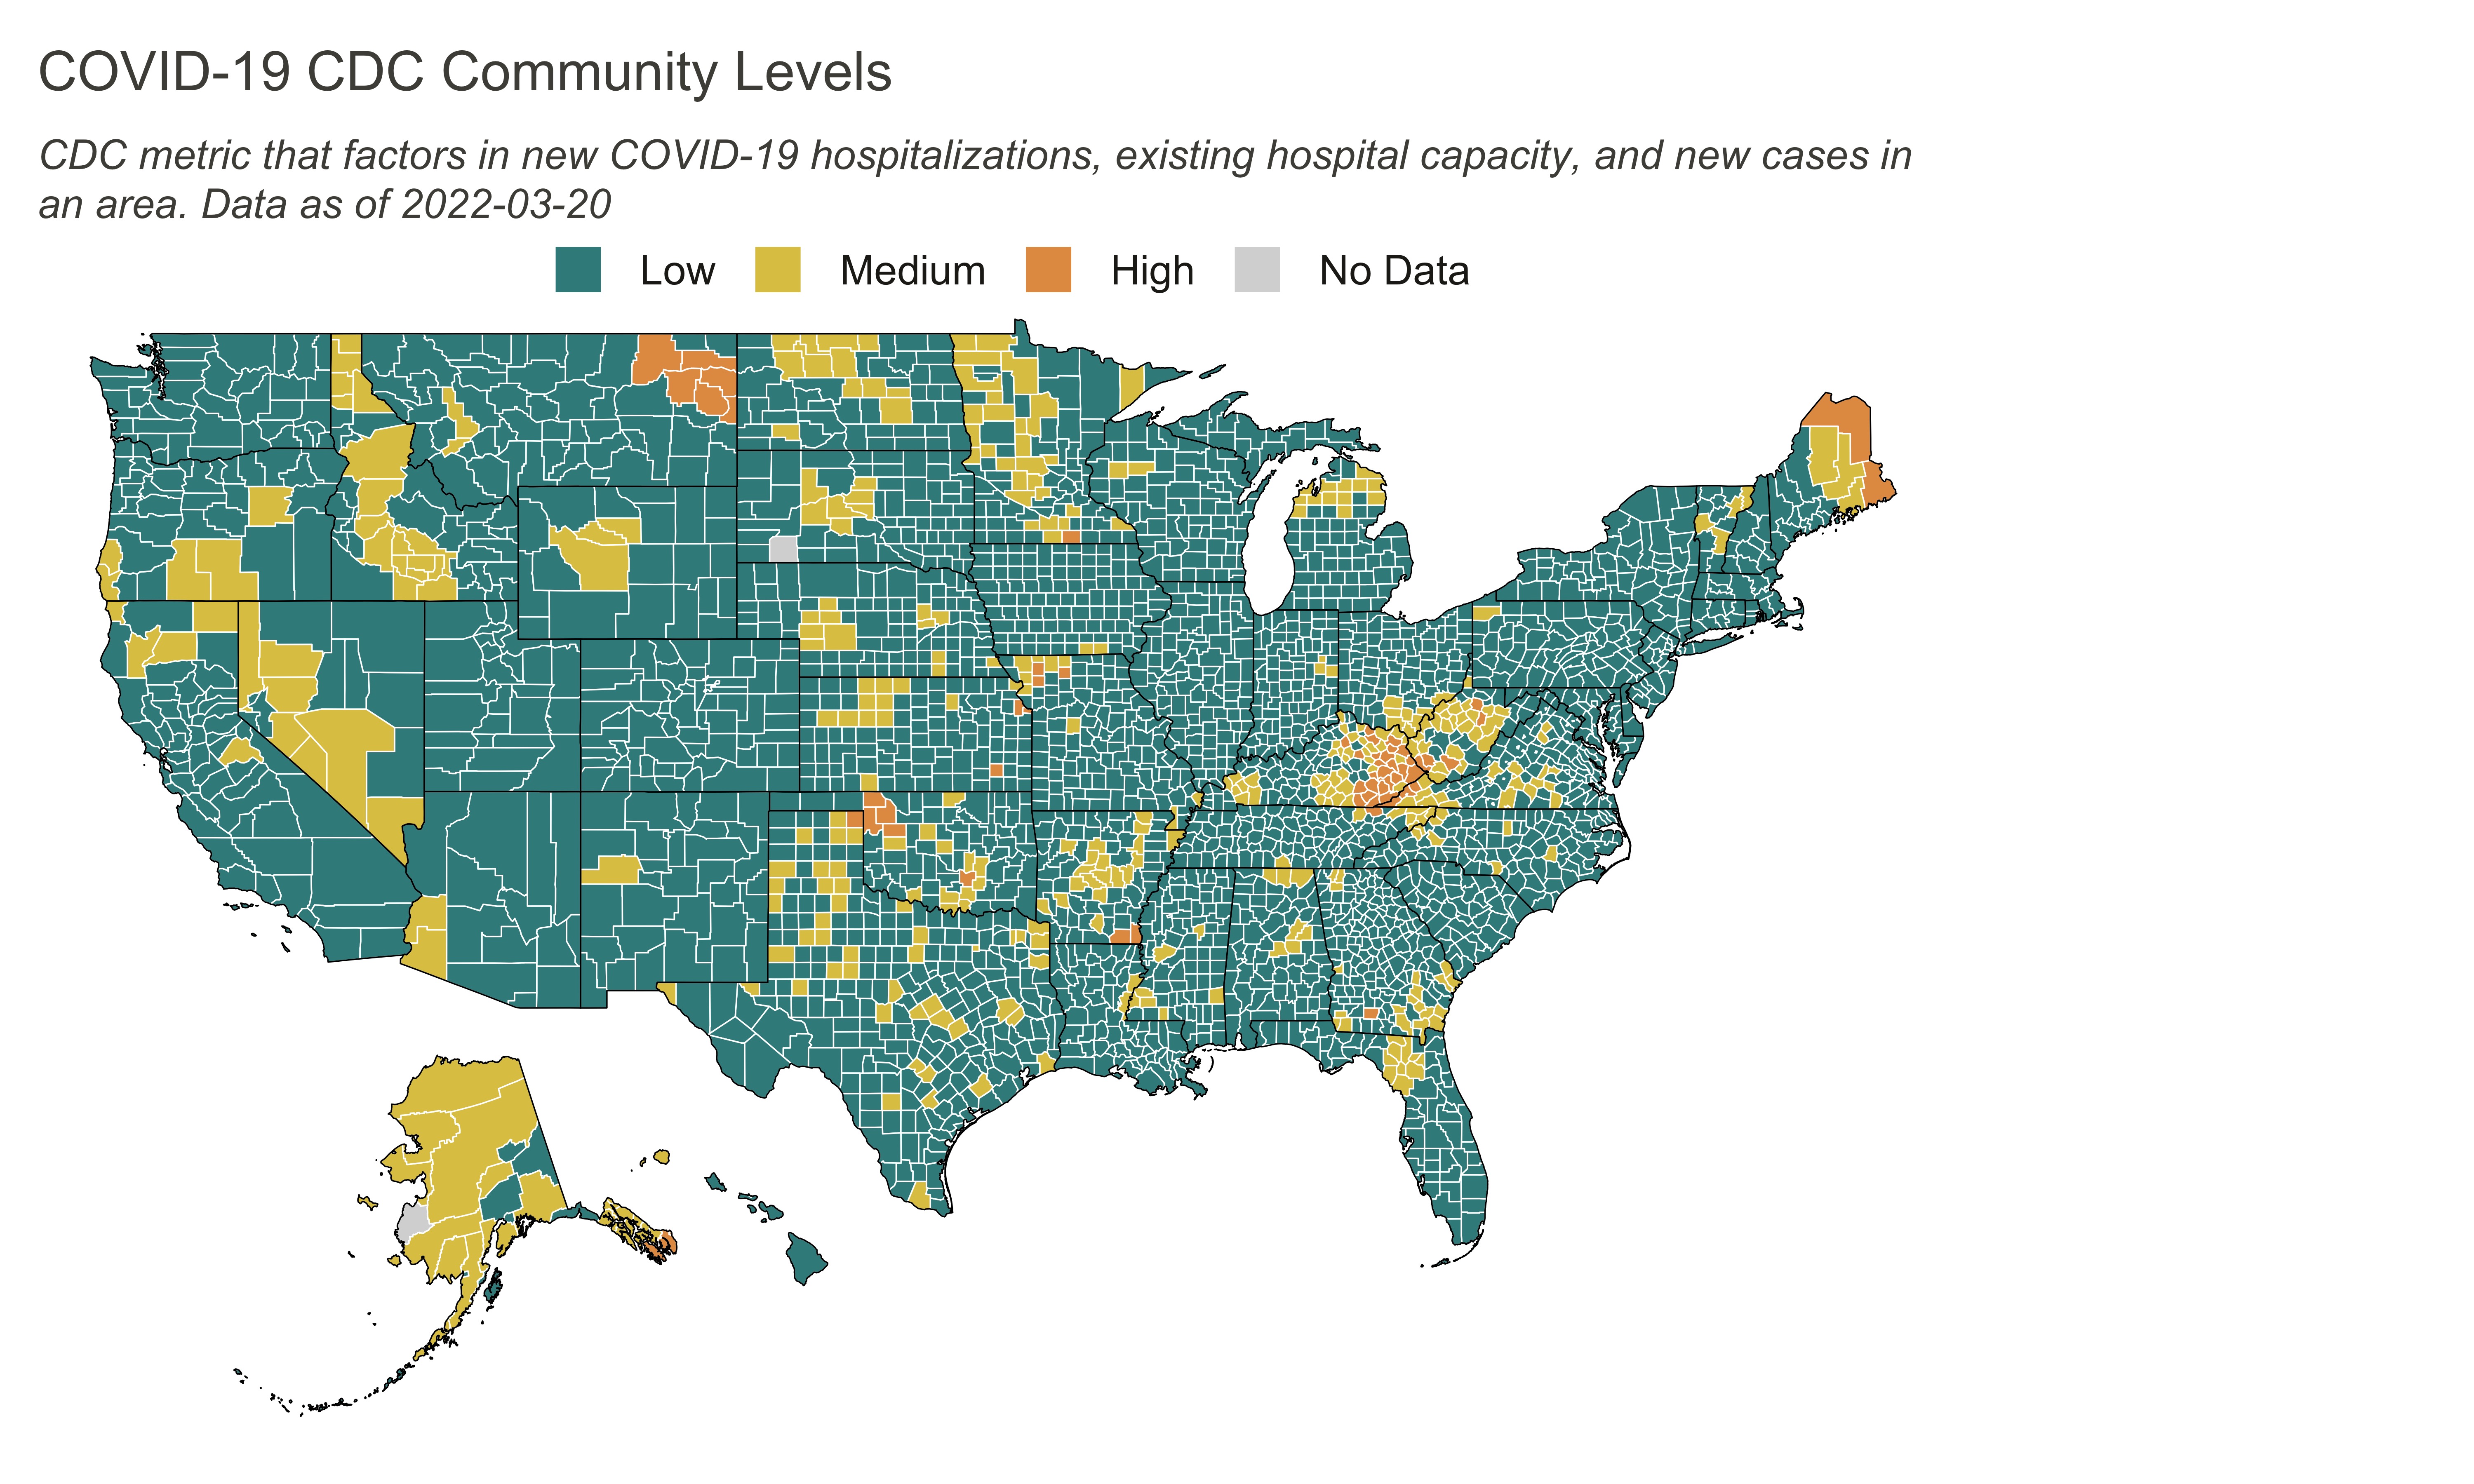 COVID-19 CDC Community Levels
CDC metric that factors in new COVID-19 hospitalizations, existing hospital capacity, and new cases in
an area. Data as of 2022-03-20
Low Medium High No Data